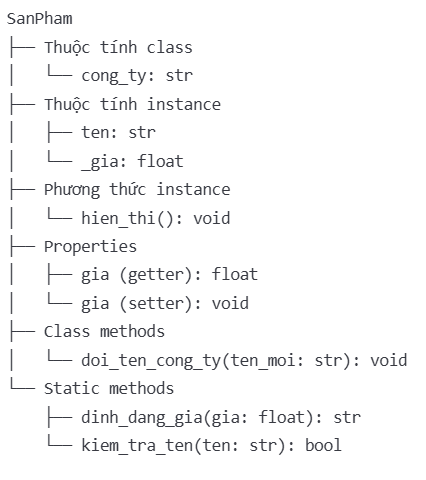 SanPham
├── Thuộc tính class
│   └── cong_ty: str
├── Thuộc tính instance
│   ├── ten: str
│   └── _gia: float
├── Phương thức instance
│   └── hien_thi(): void
├── Properties
│   ├── gia (getter): float
│   └── gia (setter): void
├── Class methods
│   └── doi_ten_cong_ty(ten_moi: str): void
└── Static methods
    ├── dinh_dang_gia(gia: float): str
    └── kiem_tra_ten(ten: str): bool